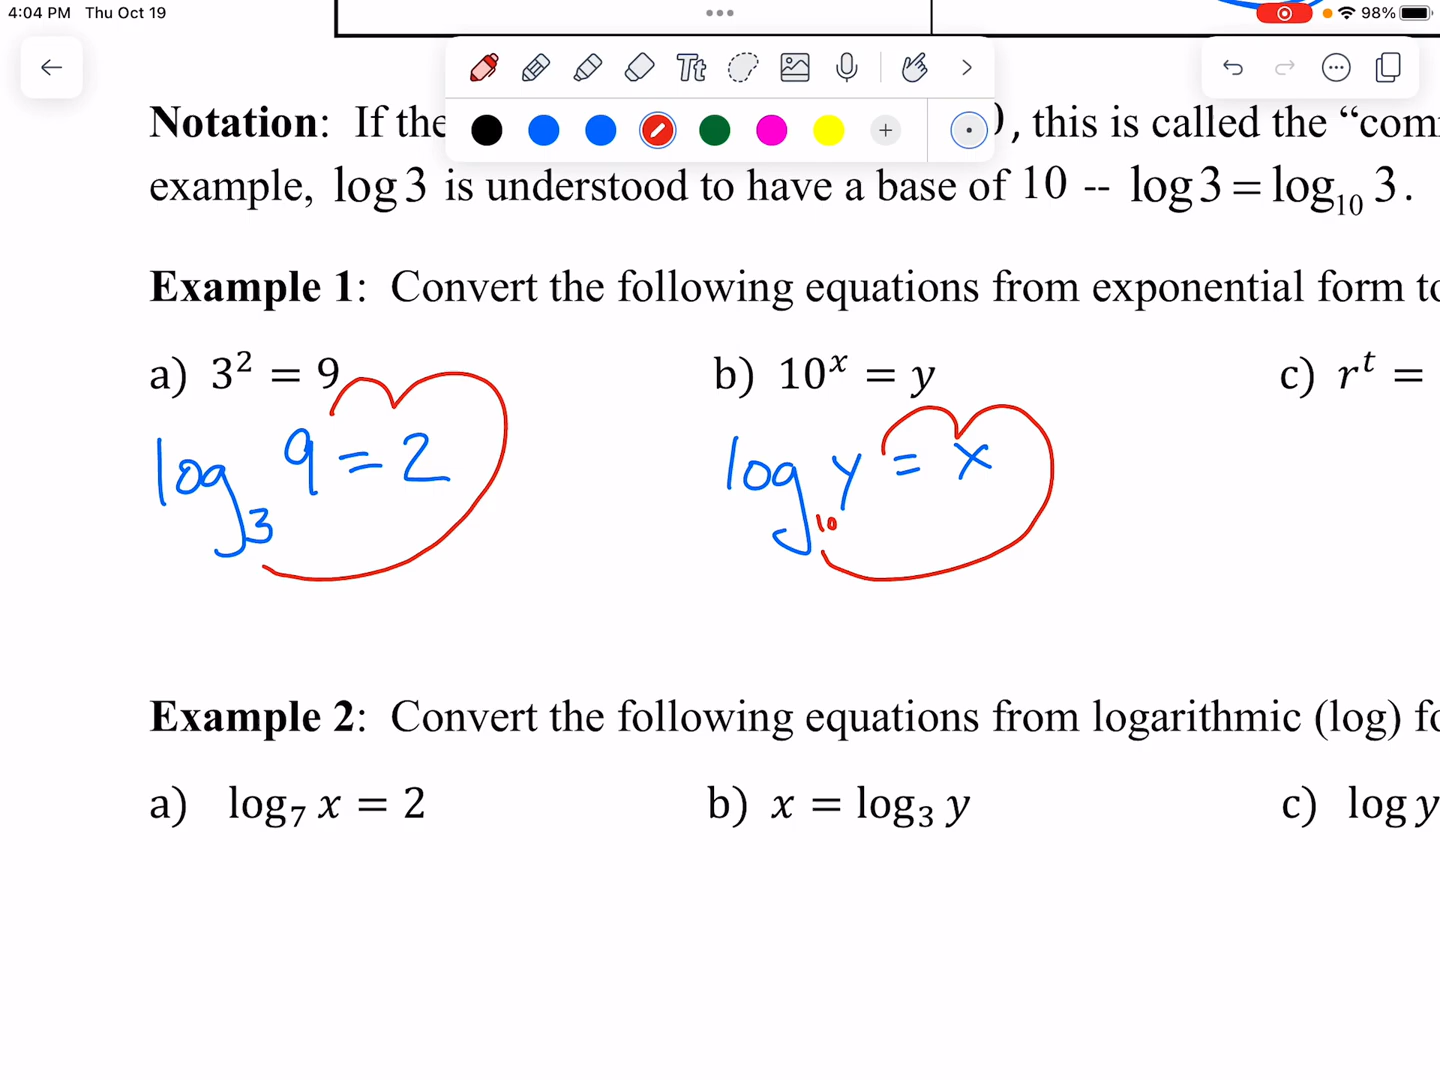 4:04 PM Thu Oct 19
98%
Tt
Notation: If the ), this is called the “com
example, log 3 is understood to have a base of 10 -- log 3 = log₁₀ 3.
Example 1: Convert the following equations from exponential form to
a) 3² = 9 b) 10ˣ = y c) rᵗ =
log₃ 9 = 2 log₁₀ y = x
Example 2: Convert the following equations from logarithmic (log) fo
a) log₇ x = 2 b) x = log₃ y c) log y